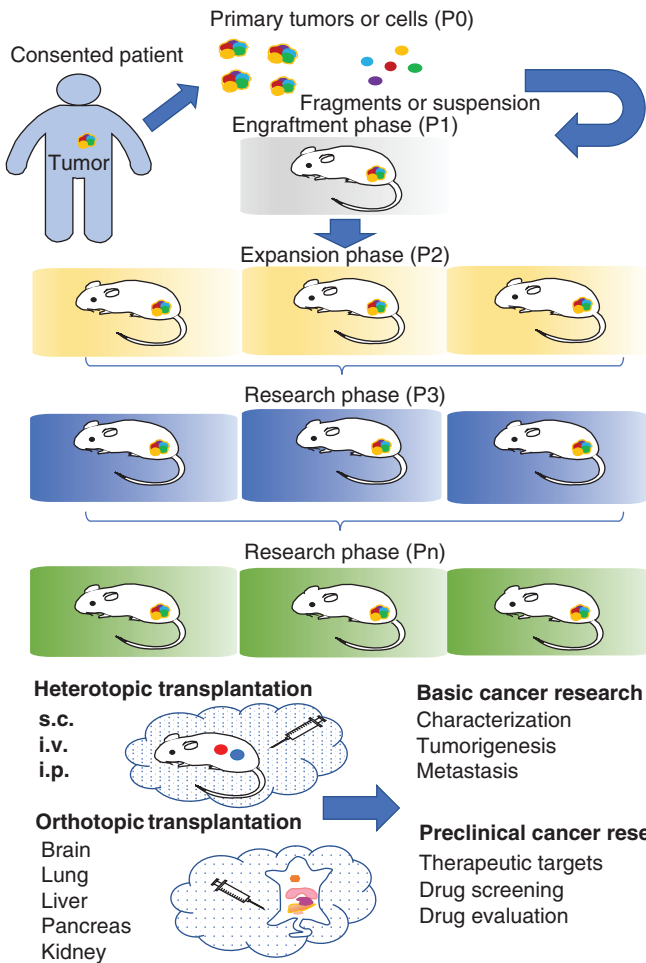 Primary tumors or cells (P0)
Consented patient
Tumor
Fragments or suspension
Engraftment phase (P1)
Expansion phase (P2)
Research phase (P3)
Research phase (Pn)
Heterotopic transplantation
s.c.
i.v.
i.p.
Basic cancer research
Characterization
Tumorigenesis
Metastasis
Orthotopic transplantation
Brain
Lung
Liver
Pancreas
Kidney
Preclinical cancer rese
Therapeutic targets
Drug screening
Drug evaluation